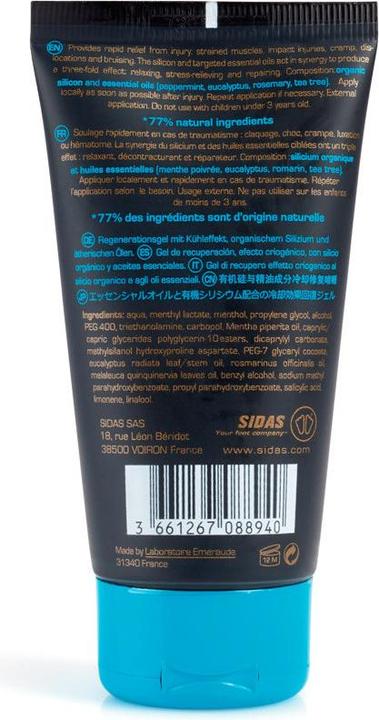 EN Provides rapid relief from injury, strained muscles, impact injuries, cramp, dis-
locations and bruising. The silicon and targeted essential oils act in synergy to produce
a three-fold effect: relaxing, stress-relieving and repairing. Composition:organic
silicon and essential oils (peppermint, eucalyptus, rosemary, tea tree). Apply
locally as soon as possible after injury. Repeat application if necessary. External
application. Do not use with children under 3 years old.
*77% natural ingredients
FR Soulage rapidement en cas de traumatisme : claquage, choc, crampe, luxation
ou hématome. La synergie du silicium et des huiles essentielles ciblées ont un triple
effet : relaxant, décontracturant et réparateur. Composition :silicium organique
et huiles essentielles (menthe poivrée, eucalyptus, romarin, tea tree).
Appliquer localement et rapidement en cas de traumatisme. Répéter
l'application selon le besoin. Usage externe. Ne pas utiliser sur les enfants
de moins de 3 ans.
*77% des ingrédients sont d'origine naturelle
DE Regenerationsgel mit Kühleffekt, organischem Silizium und
ätherischen Ölen. ES Gel de recuperación, efecto criogénico, con silicio
orgánico y aceites esenciales. IT Gel di recupero effetto criogenico al
silicio organico e agli oli essenziali. CN 有机硅与精油成分冷却修复啫喱
JP エッセンシャルオイルと有機シリシウム配合の冷却効果回復ジェル
Ingredients: aqua, menthyl lactate, menthol, propylene glycol, alcohol,
PEG 400, triethanolamine, carbopol, Mentha piperita oil, caprylic/
capric glycerides polyglycerin-10 esters, dicaprylyl carbonate,
methylsilanol hydroxyproline aspartate, PEG-7 glyceryl cocoate,
eucalyptus radiata leaf/stem oil, rosmarinus officinalis oil,
melaleuca quinquinervia leaves oil, benzyl alcohol, sodium methyl
parahydroxybenzoate, propyl parahydroxybenzoate, salicylic acid,
limonene, linalool.
SIDAS SAS
18, rue Léon Béridot
38500 VOIRON France
SIDAS
Your foot company
www.sidas.com
3 661267 088940
Made by Laboratoire Emeraude
31340 France
12 M